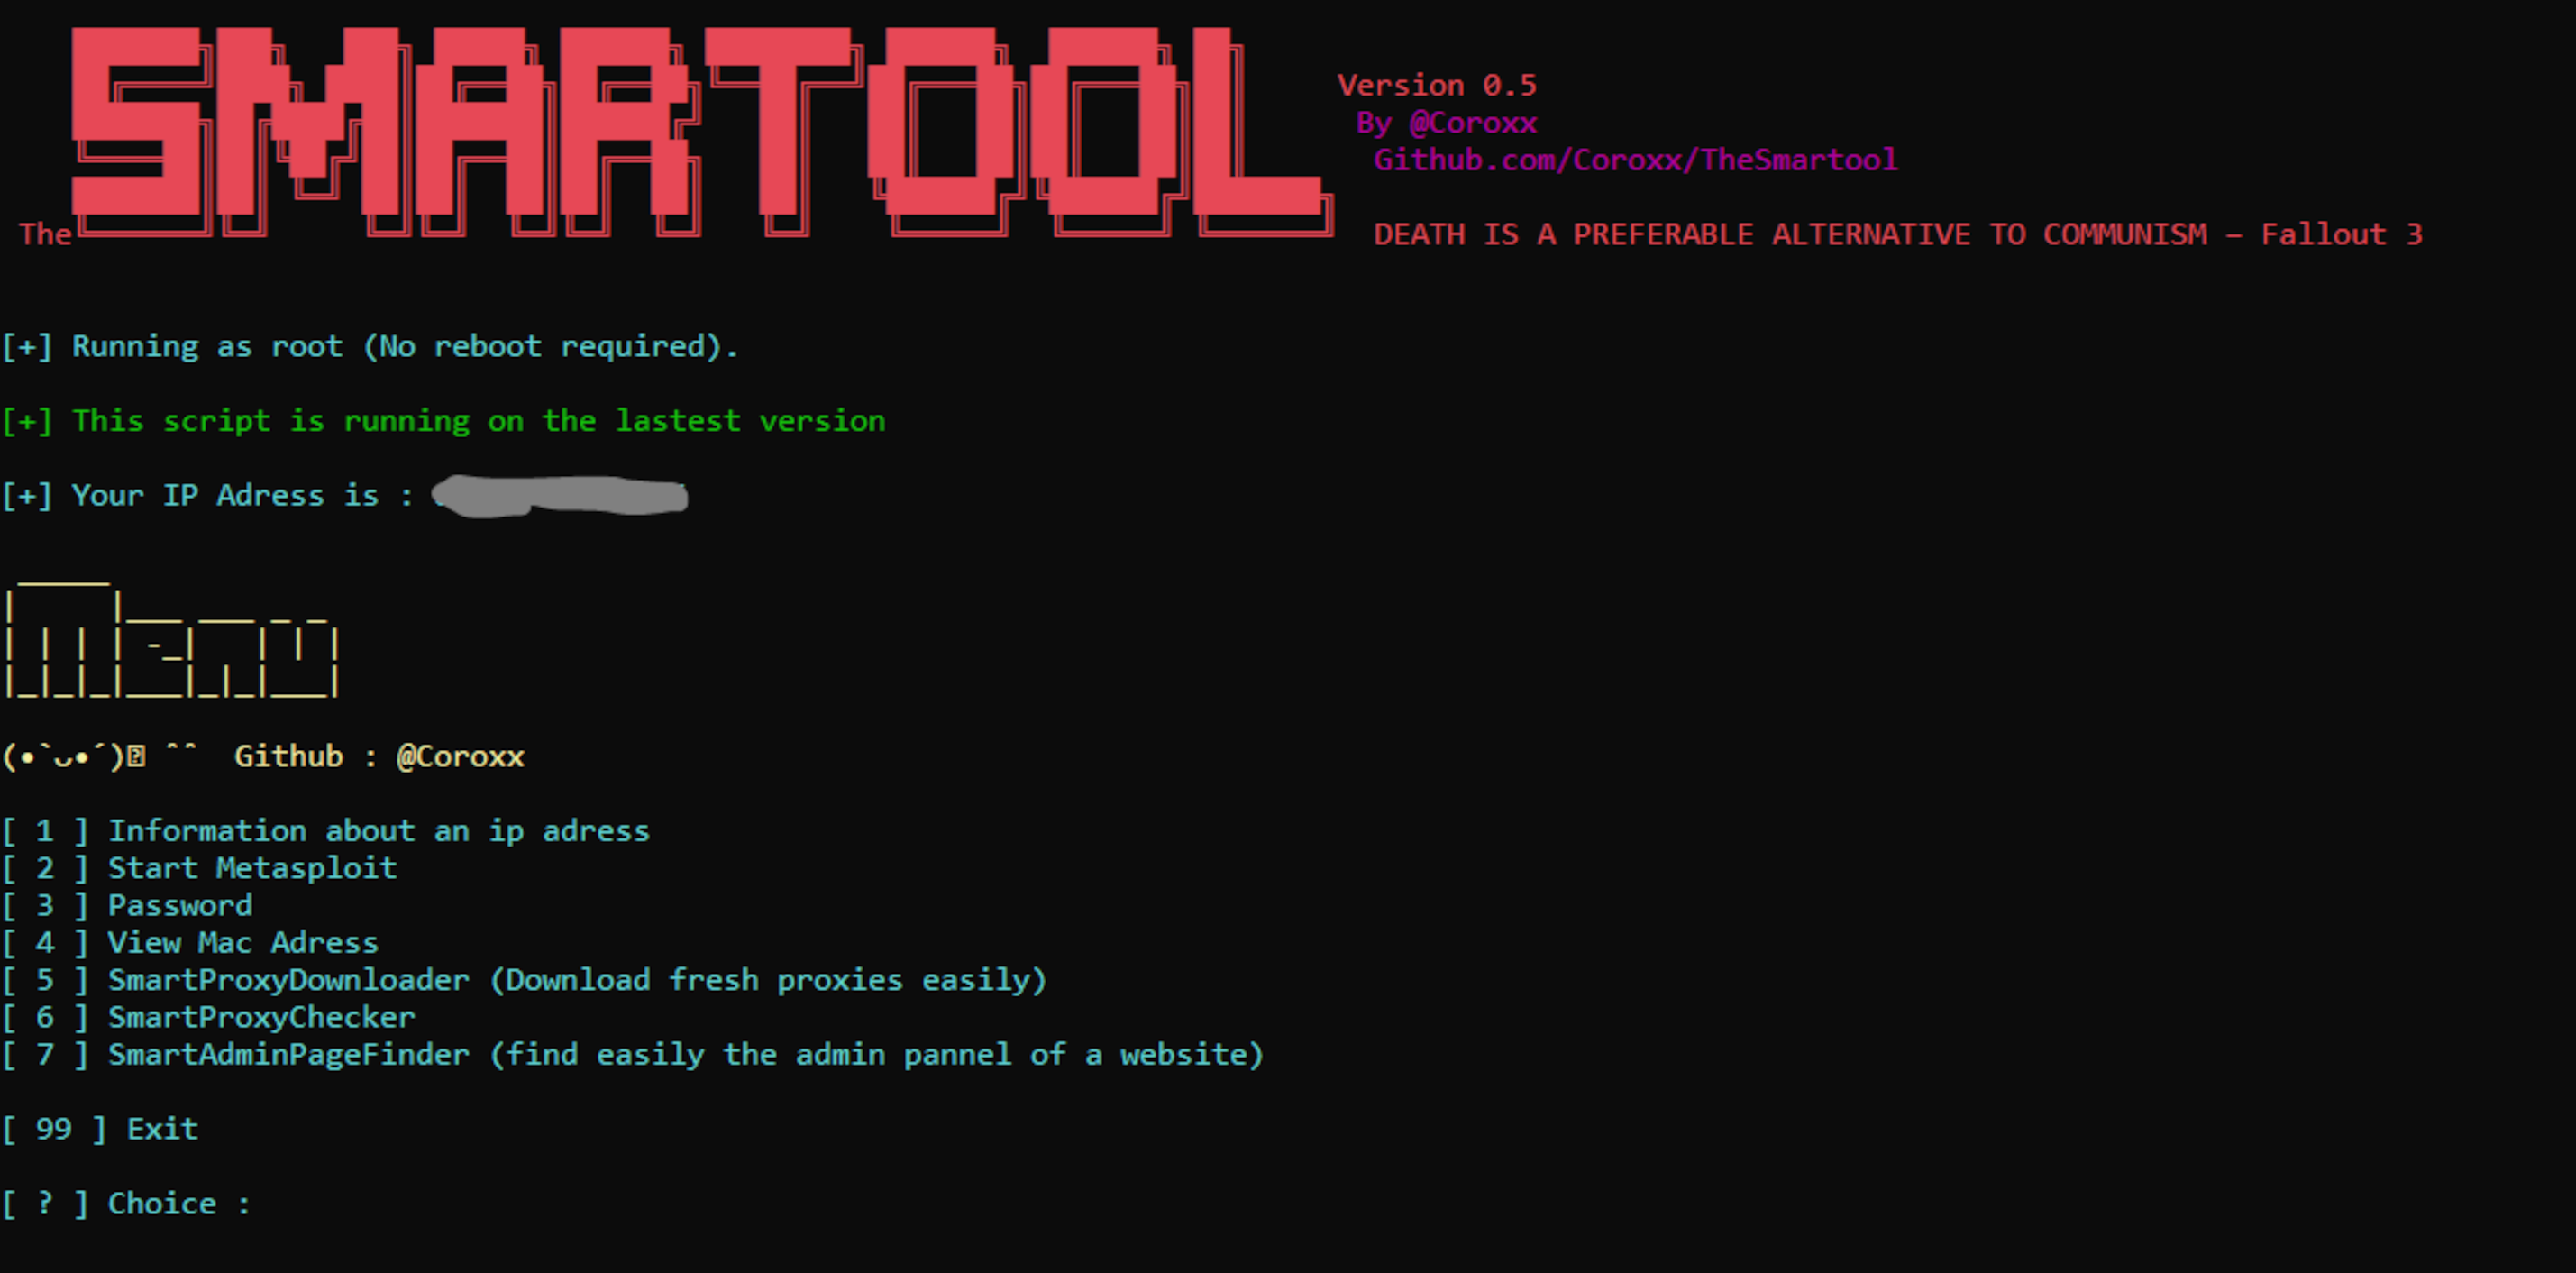 The SMARTOOL
Version 0.5
By @Coroxx
Github.com/Coroxx/TheSmartool
DEATH IS A PREFERABLE ALTERNATIVE TO COMMUNISM – Fallout 3
[+] Running as root (No reboot required).
[+] This script is running on the lastest version
[+] Your IP Adress is :
Menu
(•`ᴗ•´) ˆˆ  Github : @Coroxx
[ 1 ] Information about an ip adress
[ 2 ] Start Metasploit
[ 3 ] Password
[ 4 ] View Mac Adress
[ 5 ] SmartProxyDownloader (Download fresh proxies easily)
[ 6 ] SmartProxyChecker
[ 7 ] SmartAdminPageFinder (find easily the admin pannel of a website)
[ 99 ] Exit
[ ? ] Choice :